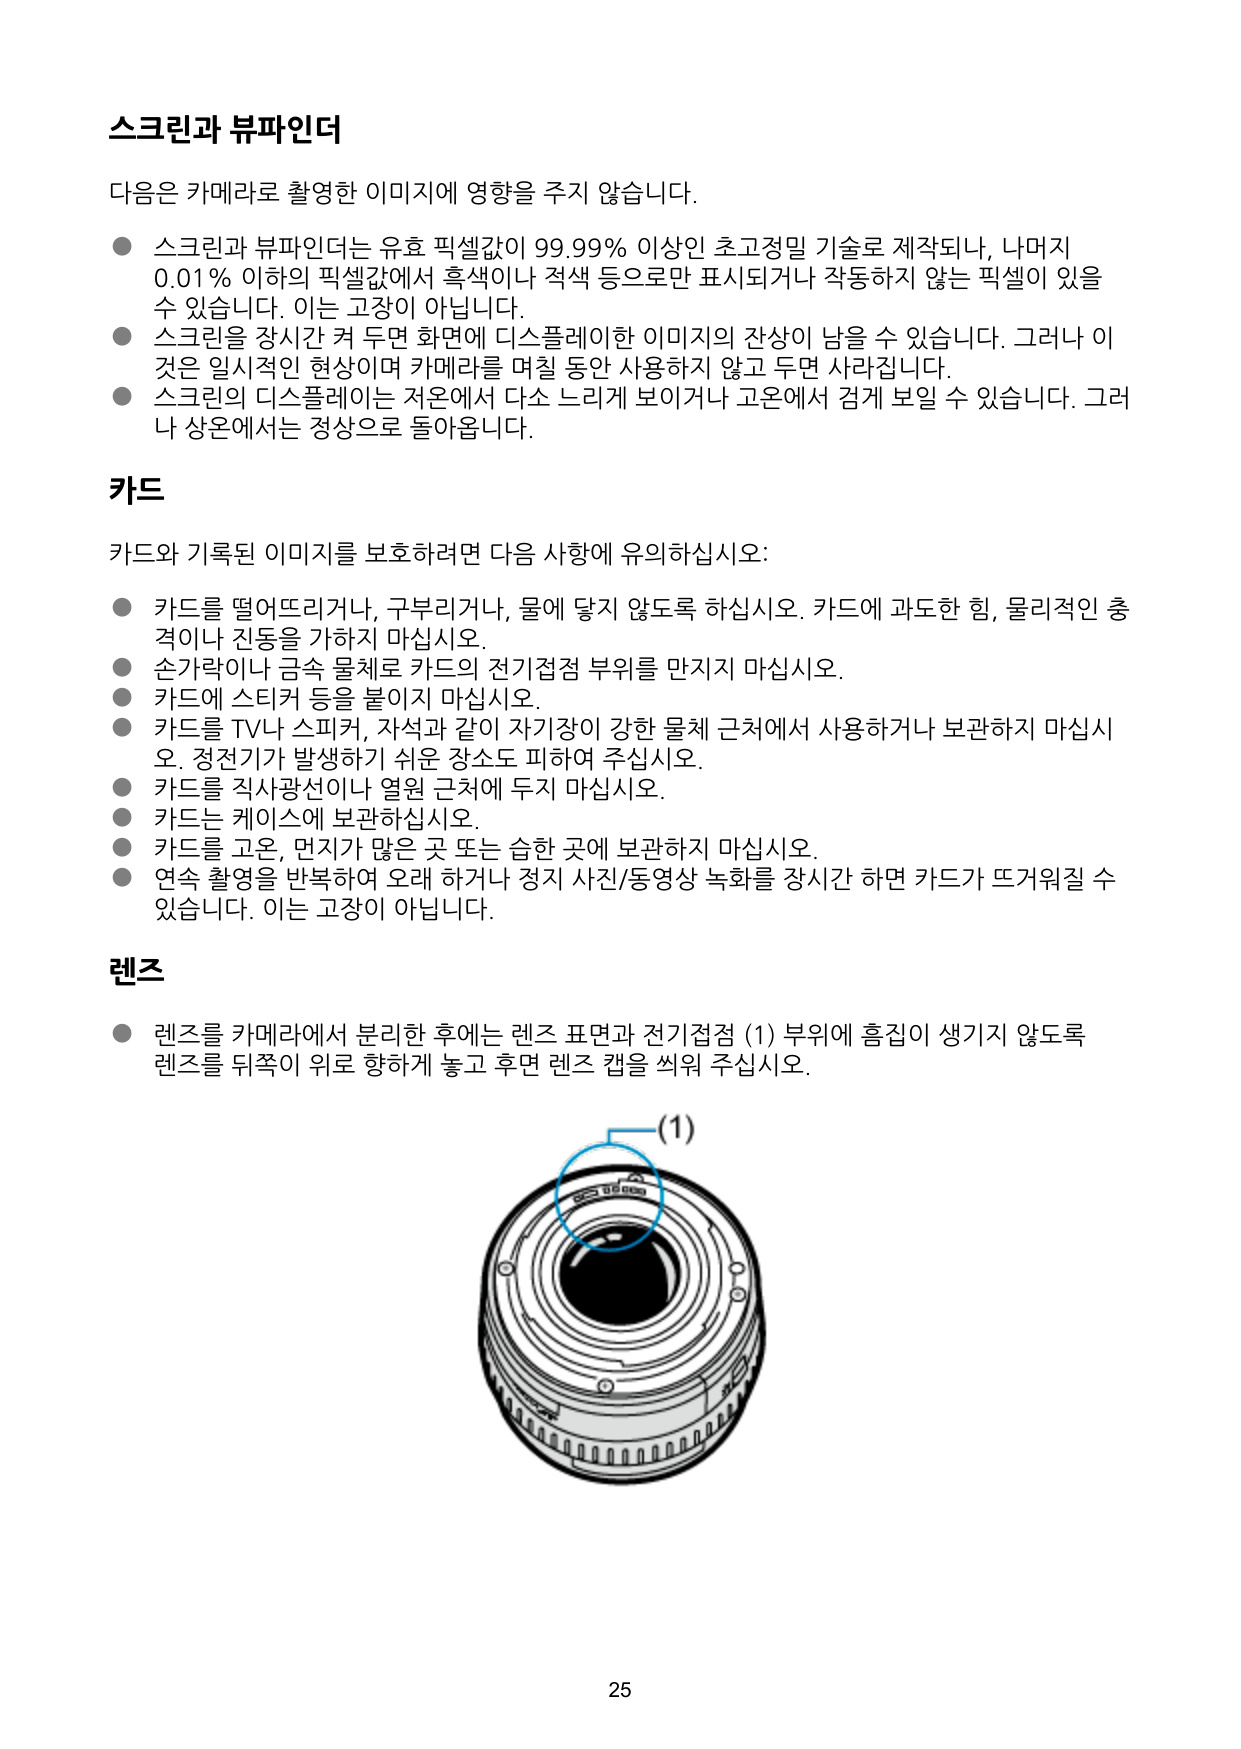 스크린과 뷰파인더
다음은 카메라로 촬영한 이미지에 영향을 주지 않습니다.
● 스크린과 뷰파인더는 유효 픽셀값이 99.99% 이상인 초고정밀 기술로 제작되나, 나머지
0.01% 이하의 픽셀값에서 흑색이나 적색 등으로만 표시되거나 작동하지 않는 픽셀이 있을
수 있습니다. 이는 고장이 아닙니다.
● 스크린을 장시간 켜 두면 화면에 디스플레이한 이미지의 잔상이 남을 수 있습니다. 그러나 이
것은 일시적인 현상이며 카메라를 며칠 동안 사용하지 않고 두면 사라집니다.
● 스크린의 디스플레이는 저온에서 다소 느리게 보이거나 고온에서 검게 보일 수 있습니다. 그러
나 상온에서는 정상으로 돌아옵니다.
카드
카드와 기록된 이미지를 보호하려면 다음 사항에 유의하십시오:
● 카드를 떨어뜨리거나, 구부리거나, 물에 닿지 않도록 하십시오. 카드에 과도한 힘, 물리적인 충
격이나 진동을 가하지 마십시오.
● 손가락이나 금속 물체로 카드의 전기접점 부위를 만지지 마십시오.
● 카드에 스티커 등을 붙이지 마십시오.
● 카드를 TV나 스피커, 자석과 같이 자기장이 강한 물체 근처에서 사용하거나 보관하지 마십시
오. 정전기가 발생하기 쉬운 장소도 피하여 주십시오.
● 카드를 직사광선이나 열원 근처에 두지 마십시오.
● 카드는 케이스에 보관하십시오.
● 카드를 고온, 먼지가 많은 곳 또는 습한 곳에 보관하지 마십시오.
● 연속 촬영을 반복하여 오래 하거나 정지 사진/동영상 녹화를 장시간 하면 카드가 뜨거워질 수
있습니다. 이는 고장이 아닙니다.
렌즈
● 렌즈를 카메라에서 분리한 후에는 렌즈 표면과 전기접점 (1) 부위에 흠집이 생기지 않도록
렌즈를 뒤쪽이 위로 향하게 놓고 후면 렌즈 캡을 씌워 주십시오.
(1)
25